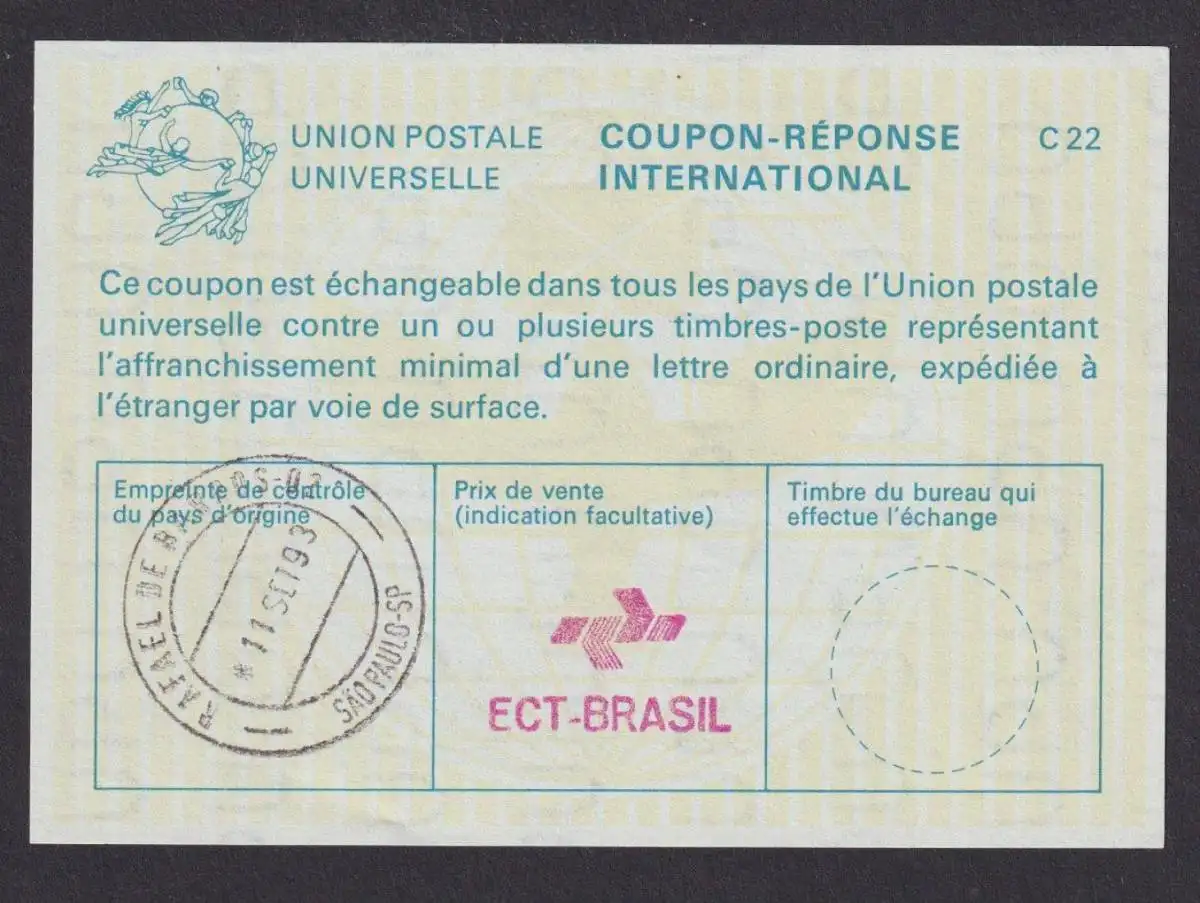 UNION POSTALE
UNIVERSELLE
COUPON-RÉPONSE
INTERNATIONAL
C 22
Ce coupon est échangeable dans tous les pays de l'Union postale
universelle contre un ou plusieurs timbres-poste représentant
l'affranchissement minimal d'une lettre ordinaire, expédiée à
l'étranger par voie de surface.
Empreinte de contrôle
du pays d'origine
RAFAEL DE BARROS-02
* 11 SET 93
SÃO PAULO-SP
Prix de vente
(indication facultative)
ECT-BRASIL
Timbre du bureau qui
effectue l'échange